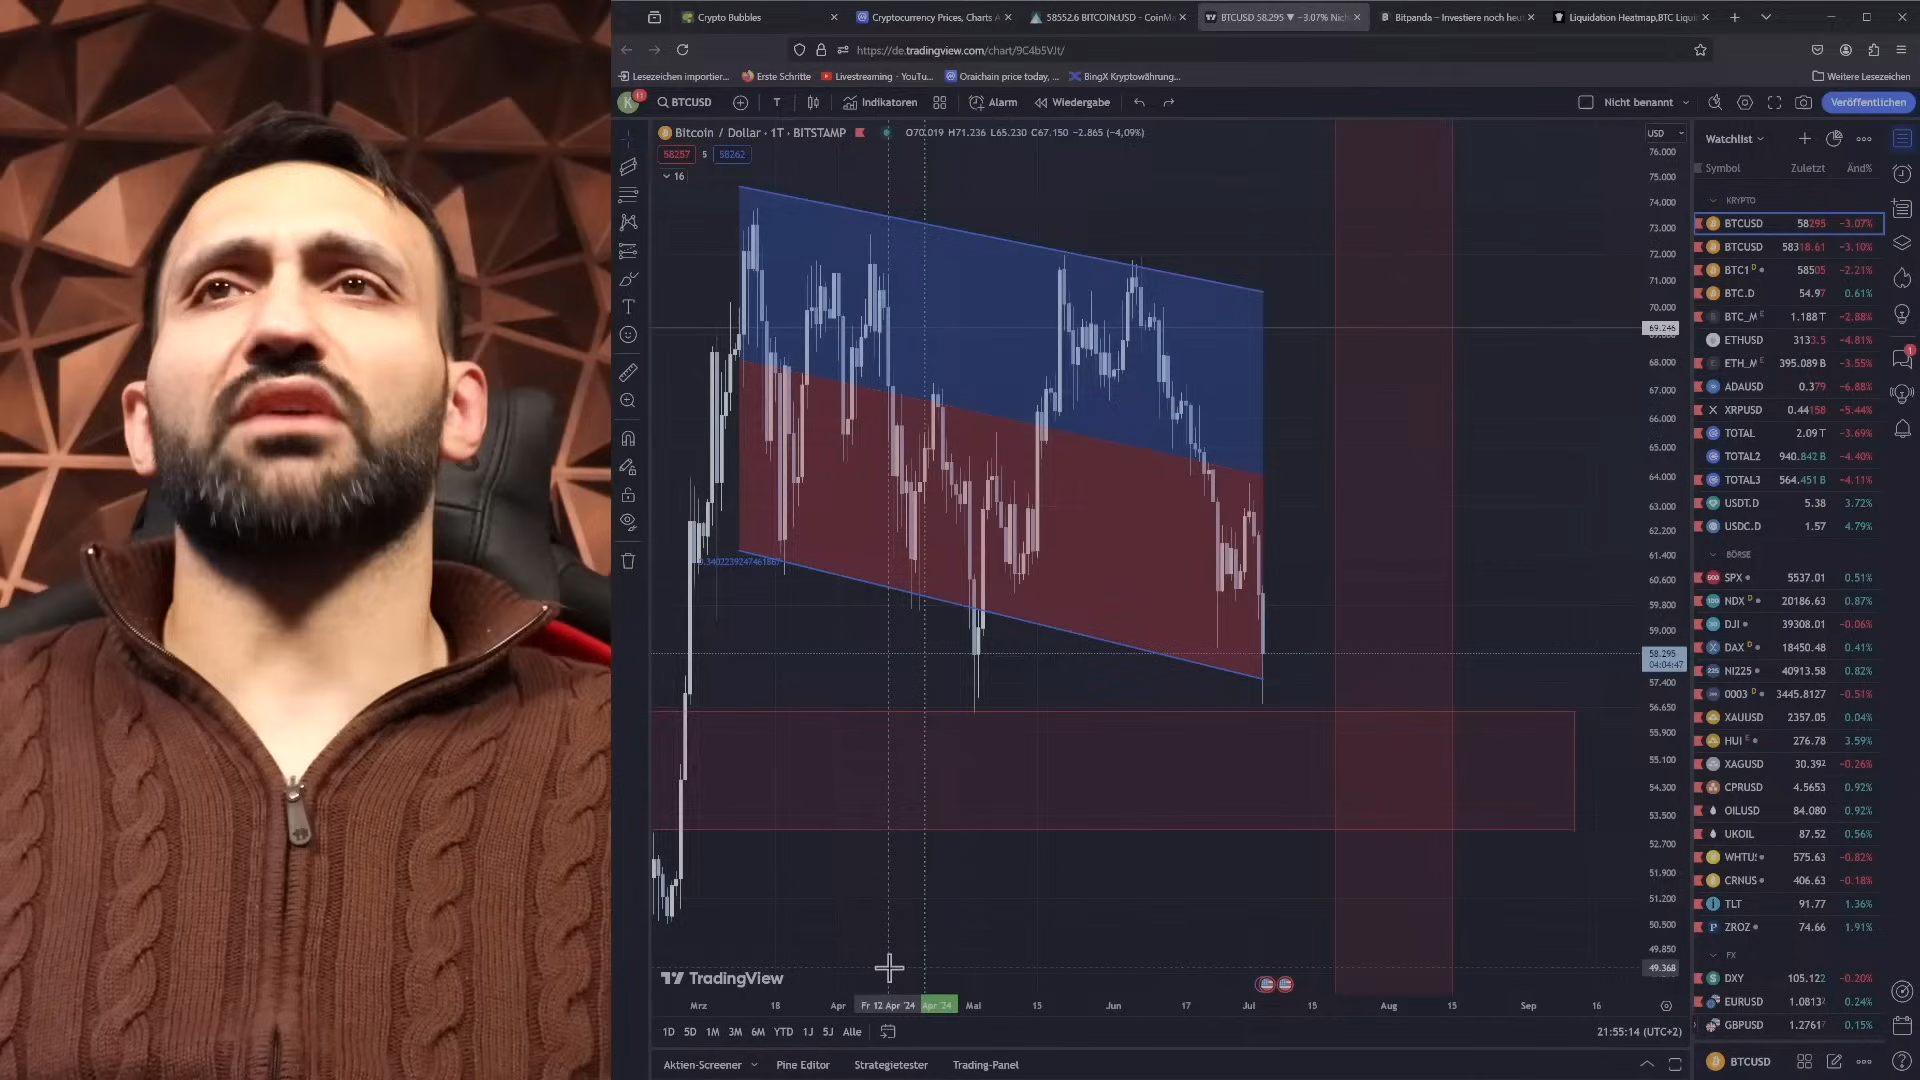 Crypto Bubbles
Cryptocurrency Prices, Charts A
58552.6 BITCOIN:USD - CoinMa
BTCUSD 58.295 ▼ −3.07% Nich
Bitpanda – Investiere noch heu
Liquidation Heatmap,BTC Liqui
https://de.tradingview.com/chart/9C4b5VJt/
Lesezeichen importier...
Erste Schritte
Livestreaming - YouTu...
Oraichain price today, ...
BingX Kryptowährung...
Weitere Lesezeichen
K
11
BTCUSD
T
Indikatoren
Alarm
Wiedergabe
Nicht benannt
Veröffentlichen
Bitcoin / Dollar · 1T · BITSTAMP
O70.019 H71.236 L65.230 C67.150 −2.865 (−4,09%)
58257
5
58262
16
USD
76.000
75.000
74.000
73.000
72.000
71.000
70.000
69.246
68.000
67.000
66.000
65.000
64.000
63.000
62.200
61.400
60.600
59.800
59.000
58.295
04:04:47
57.400
56.650
55.900
55.100
54.300
53.500
52.700
51.900
51.200
50.500
49.850
49.368
TradingView
Mrz
18
Apr
Fr 12 Apr '24
Apr '24
Mai
15
Jun
17
Jul
15
Aug
15
Sep
16
1D 5D 1M 3M 6M YTD 1J 5J Alle
21:55:14 (UTC+2)
Aktien-Screener
Pine Editor
Strategietester
Trading-Panel
Watchlist
Symbol Zuletzt Änd%
KRYPTO
BTCUSD 58295 −3.07%
BTCUSD 58318.61 −3.10%
BTC1 D 58505 −2.21%
BTC.D 54.97 0.61%
BTC_M E 1.188 T −2.88%
ETHUSD 3133.5 −4.81%
ETH_M E 395.089 B −3.55%
ADAUSD 0.379 −6.88%
XRPUSD 0.44158 −5.44%
TOTAL 2.09 T −3.69%
TOTAL2 940.842 B −4.40%
TOTAL3 564.451 B −4.11%
USDT.D 5.38 3.72%
USDC.D 1.57 4.79%
BÖRSE
SPX 5537.01 0.51%
NDX D 20186.63 0.87%
DJI 39308.01 −0.06%
DAX D 18450.48 0.41%
NI225 40913.58 0.82%
0003 D 3445.8127 −0.51%
XAUUSD 2357.05 0.04%
HUI E 276.78 3.59%
XAGUSD 30.392 −0.26%
CPRUSD 4.5653 0.92%
OILUSD 84.080 0.92%
UKOIL 87.52 0.56%
WHTU: 575.63 −0.82%
CRNUS 406.63 −0.18%
TLT 91.77 1.36%
ZROZ 74.66 1.91%
FX
DXY 105.122 −0.20%
EURUSD 1.08132 0.24%
GBPUSD 1.27617 0.15%
BTCUSD